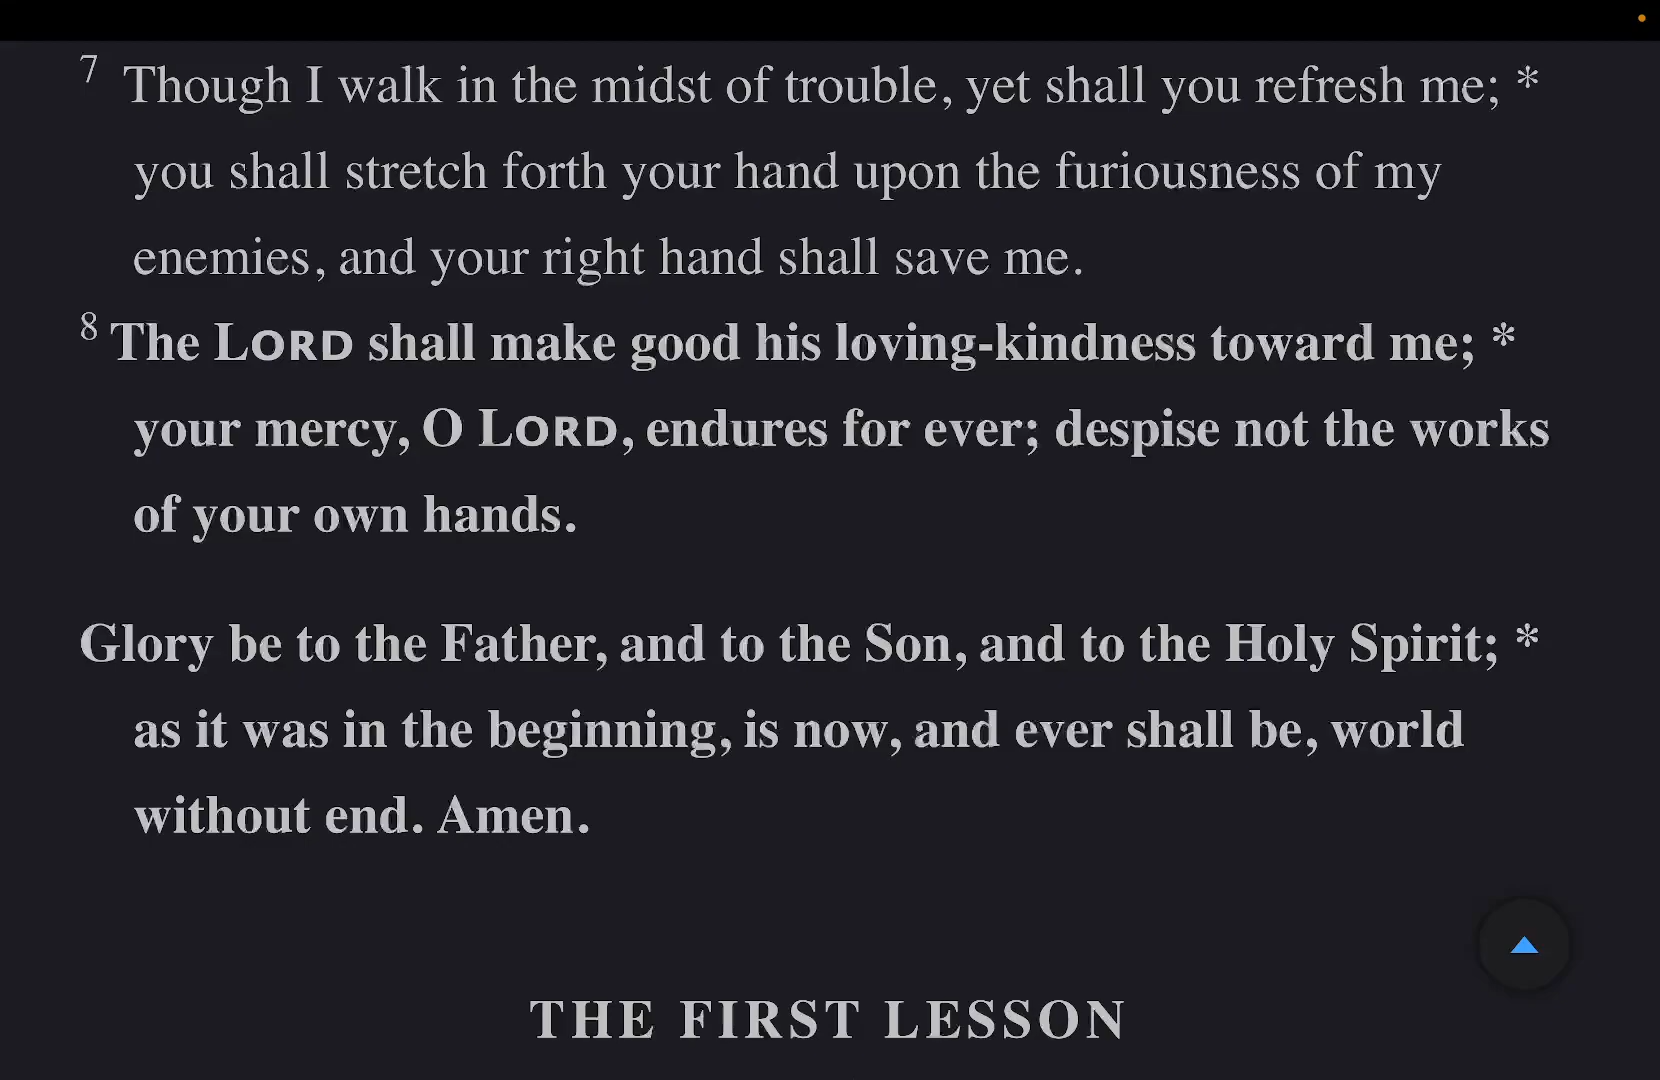 7 Though I walk in the midst of trouble, yet shall you refresh me; *
you shall stretch forth your hand upon the furiousness of my
enemies, and your right hand shall save me.
8 The LORD shall make good his loving-kindness toward me; *
your mercy, O LORD, endures for ever; despise not the works
of your own hands.
Glory be to the Father, and to the Son, and to the Holy Spirit; *
as it was in the beginning, is now, and ever shall be, world
without end. Amen.
THE FIRST LESSON